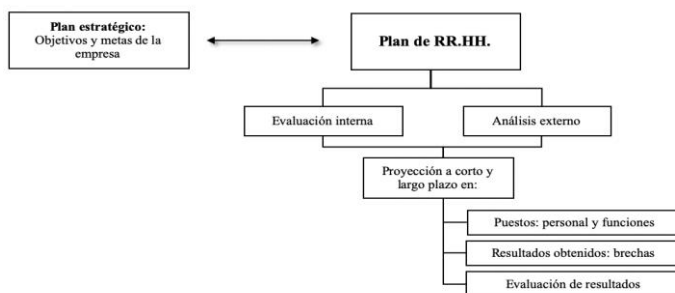 Plan estratégico:
Objetivos y metas de la
empresa
Plan de RR.HH.
Evaluación interna
Análisis externo
Proyección a corto y
largo plazo en:
Puestos: personal y funciones
Resultados obtenidos: brechas
Evaluación de resultados